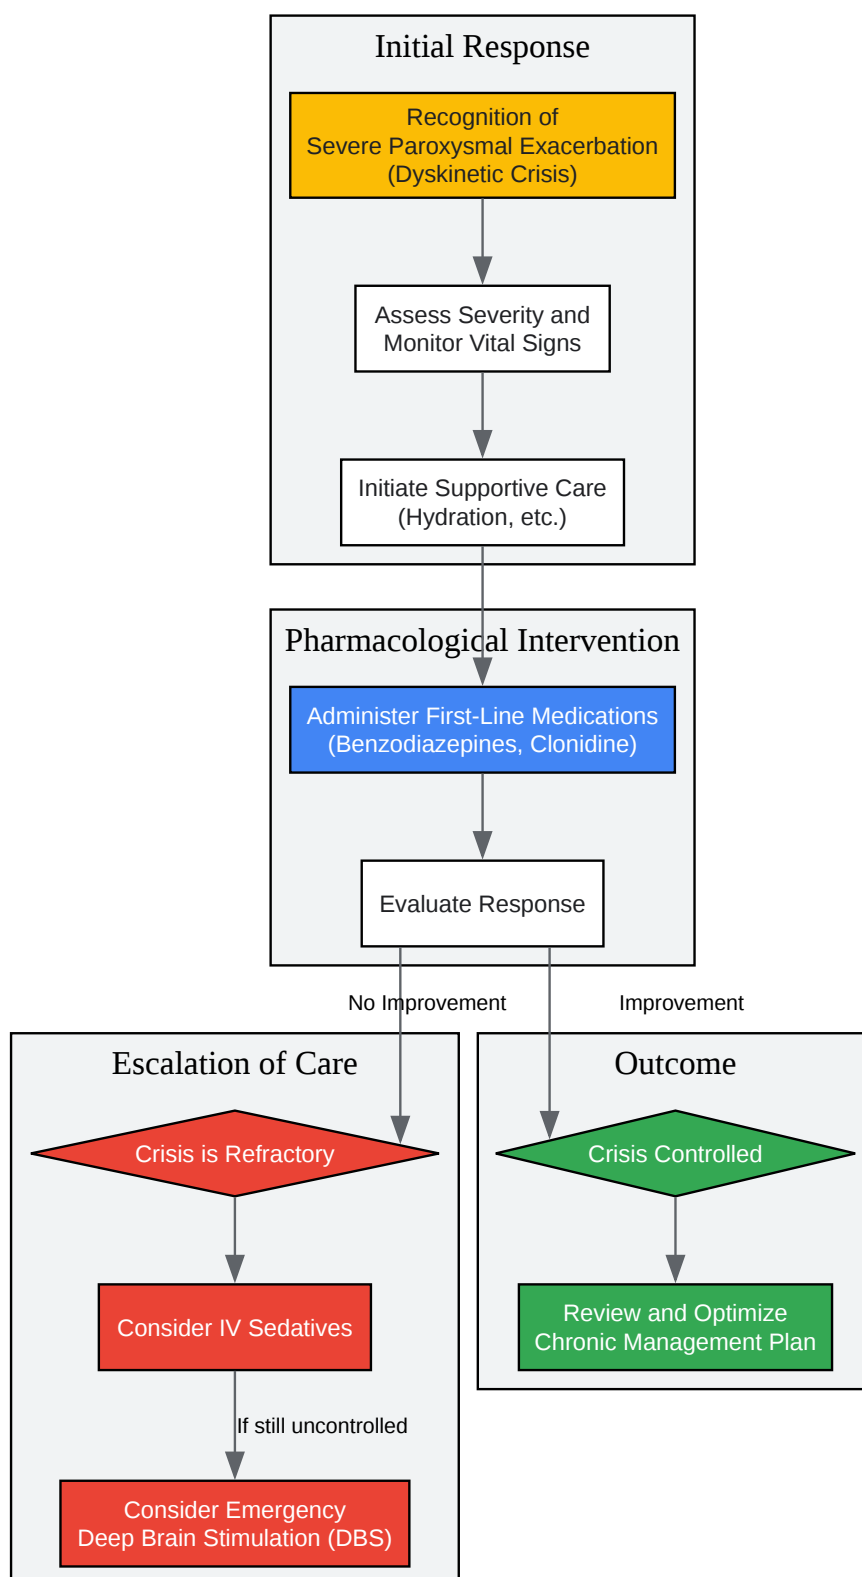 Initial Response
Recognition of
Severe Paroxysmal Exacerbation
(Dyskinetic Crisis)
Assess Severity and
Monitor Vital Signs
Initiate Supportive Care
(Hydration, etc.)
Pharmacological Intervention
Administer First-Line Medications
(Benzodiazepines, Clonidine)
Evaluate Response
No Improvement
Improvement
Escalation of Care
Crisis is Refractory
Consider IV Sedatives
If still uncontrolled
Consider Emergency
Deep Brain Stimulation (DBS)
Outcome
Crisis Controlled
Review and Optimize
Chronic Management Plan